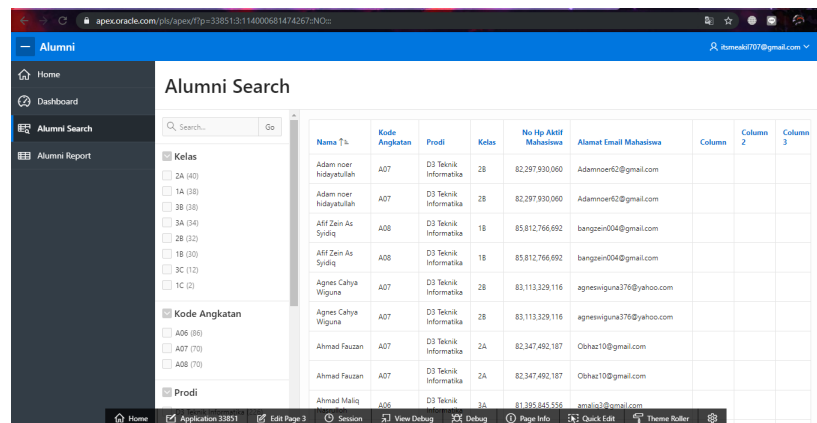 apex.oracle.com/pls/apex/f?p=33851:3:114000681474267::NO:::
Alumni
itsmeakil707@gmail.com
Home
Dashboard
Alumni Search
Alumni Report
Alumni Search
Search...
Go
Kelas
2A (40)
1A (38)
3B (38)
3A (34)
2B (32)
1B (30)
3C (12)
1C (2)
Kode Angkatan
A06 (86)
A07 (70)
A08 (70)
Prodi
Nama Kode Angkatan Prodi Kelas No Hp Aktif Mahasiswa Alamat Email Mahasiswa Column Column 2 Column 3
Adam noer hidayatullah A07 D3 Teknik Informatika 2B 82,297,930,060 Adamnoer62@gmail.com
Adam noer hidayatullah A07 D3 Teknik Informatika 2B 82,297,930,060 Adamnoer62@gmail.com
Afif Zein As Syidiq A08 D3 Teknik Informatika 1B 85,812,766,692 bangzein004@gmail.com
Afif Zein As Syidiq A08 D3 Teknik Informatika 1B 85,812,766,692 bangzein004@gmail.com
Agnes Cahya Wiguna A07 D3 Teknik Informatika 2B 83,113,329,116 agneswiguna376@yahoo.com
Agnes Cahya Wiguna A07 D3 Teknik Informatika 2B 83,113,329,116 agneswiguna376@yahoo.com
Ahmad Fauzan A07 D3 Teknik Informatika 2A 82,347,492,187 Obhaz10@gmail.com
Ahmad Fauzan A07 D3 Teknik Informatika 2A 82,347,492,187 Obhaz10@gmail.com
Ahmad Maliq A06 D3 Teknik 3A 81,395,845,556 amaliq3@gmail.com
Home Application 33851 Edit Page 3 Session View Debug Debug Page Info Quick Edit Theme Roller